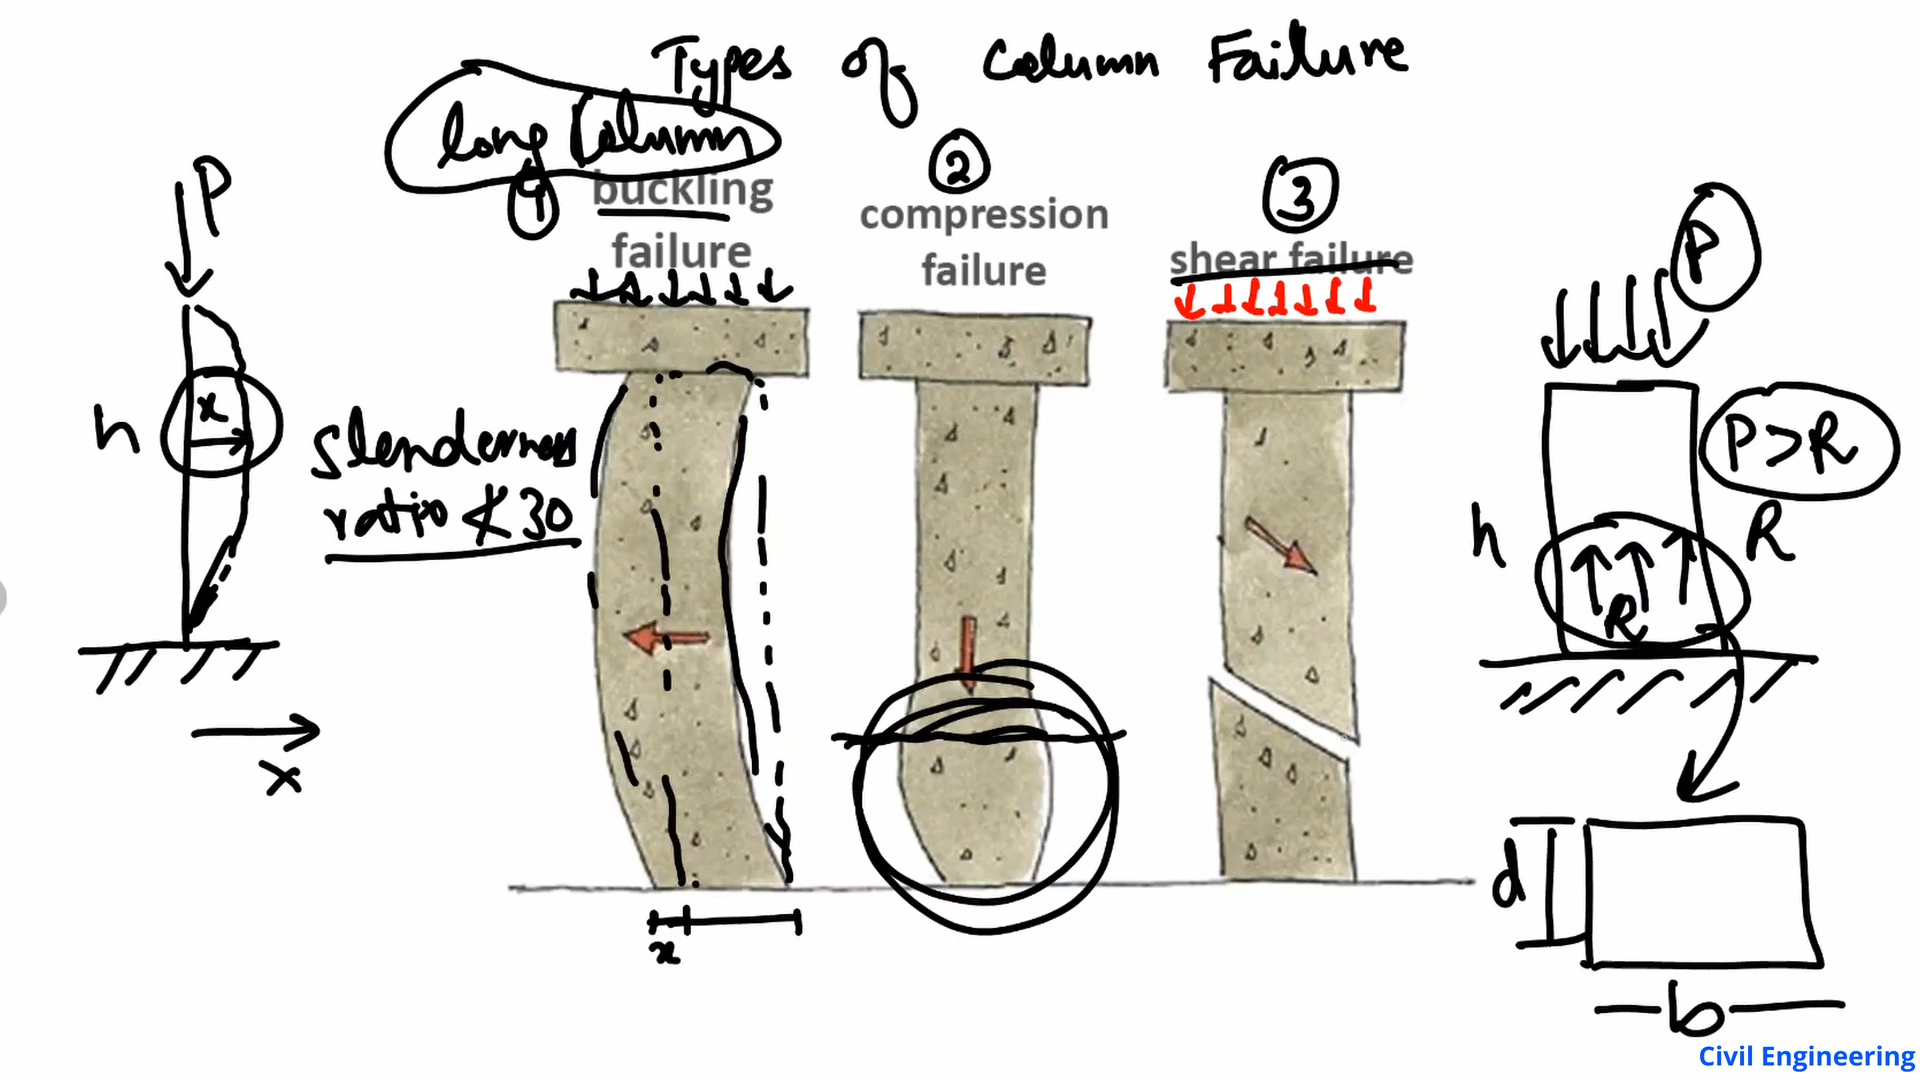 Types of Column Failure
long Column
1
buckling
failure
2
compression
failure
3
shear failure
P
h
x
Slenderness
ratio ≮ 30
x
x
P
P>R
h
R
R
d
b
Civil Engineering